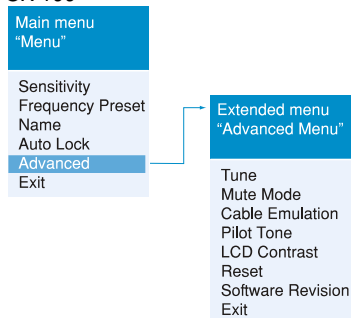 Main menu
“Menu”
Sensitivity
Frequency Preset
Name
Auto Lock
Advanced
Exit
Extended menu
“Advanced Menu”
Tune
Mute Mode
Cable Emulation
Pilot Tone
LCD Contrast
Reset
Software Revision
Exit